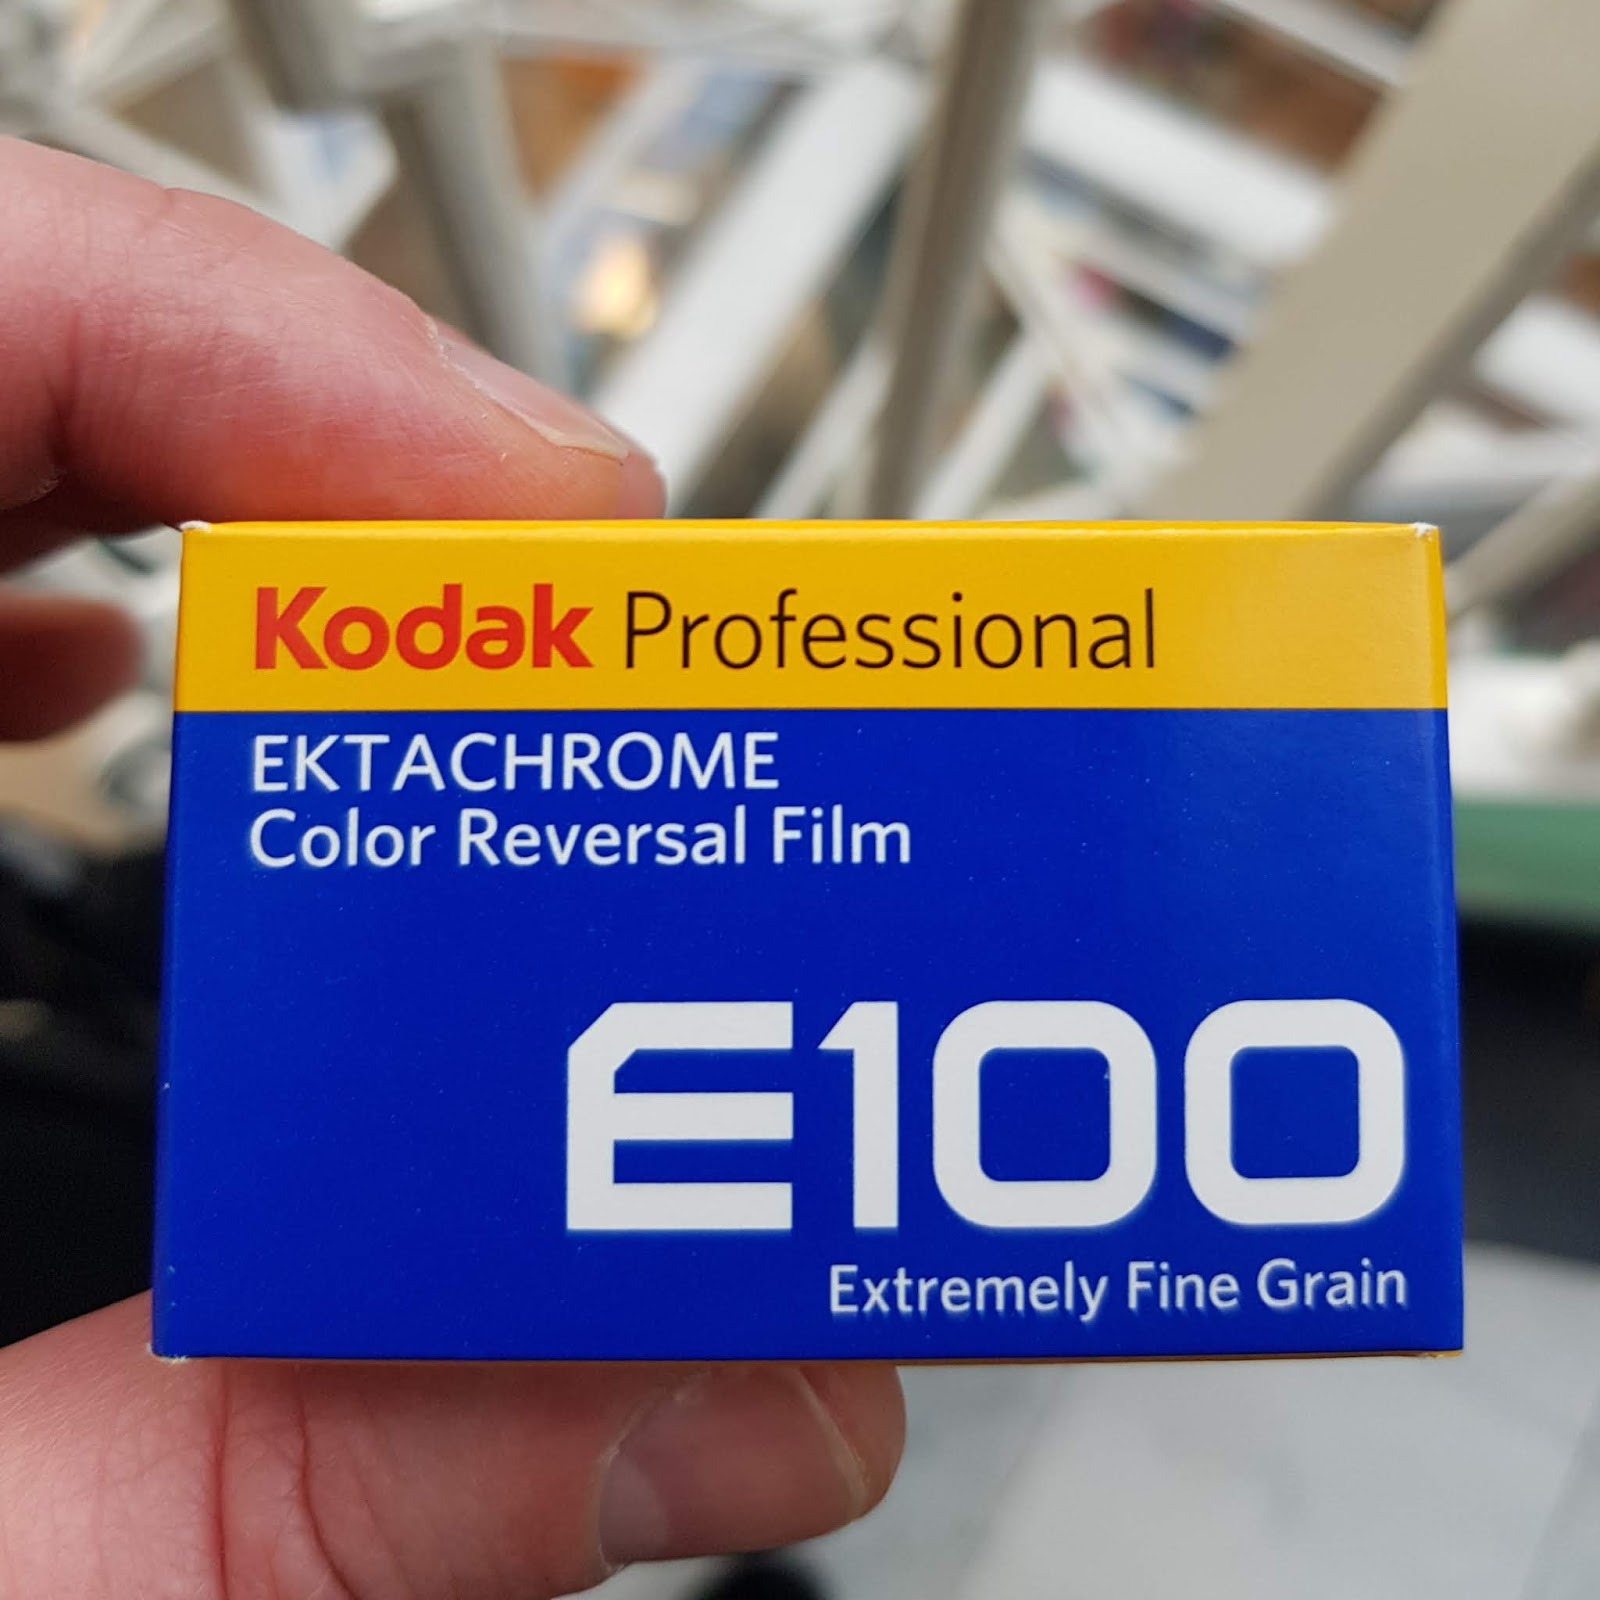 Kodak Professional
EKTACHROME
Color Reversal Film
E100
Extremely Fine Grain